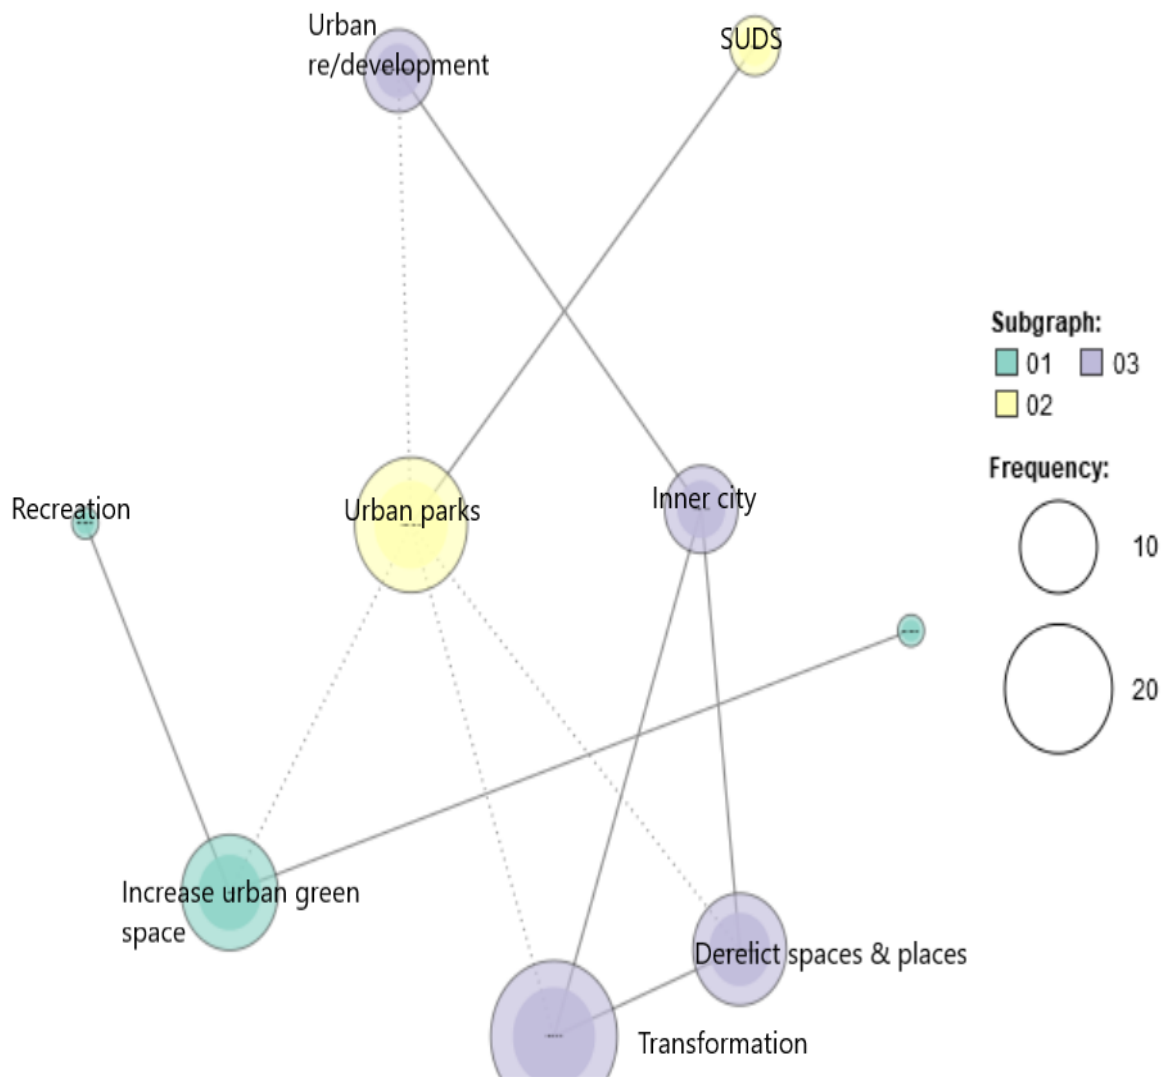 Urban
re/development
SUDS
Subgraph:
01
03
02
Frequency:
10
20
Recreation
Urban parks
Inner city
Increase urban green
space
Derelict spaces & places
Transformation